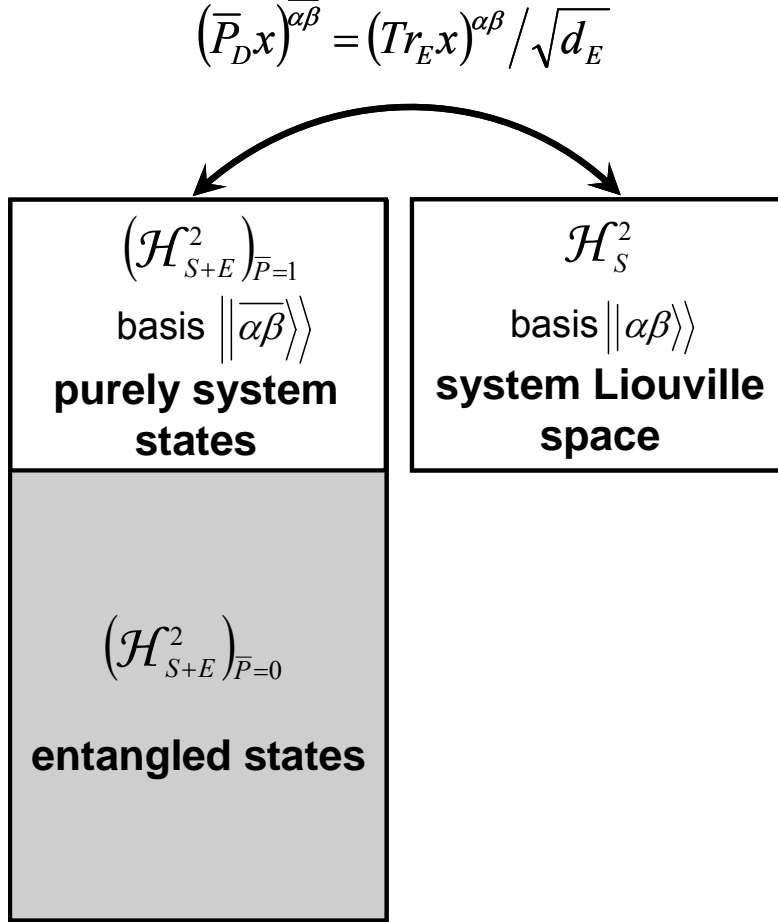 (P̅_D x)^{\overline{αβ}} = (Tr_E x)^{αβ} / √d_E
(ℋ²_{S+E})_{P̅=1}
basis ||\overline{αβ}⟩⟩
purely system
states
ℋ²_S
basis ||αβ⟩⟩
system Liouville
space
(ℋ²_{S+E})_{P̅=0}
entangled states